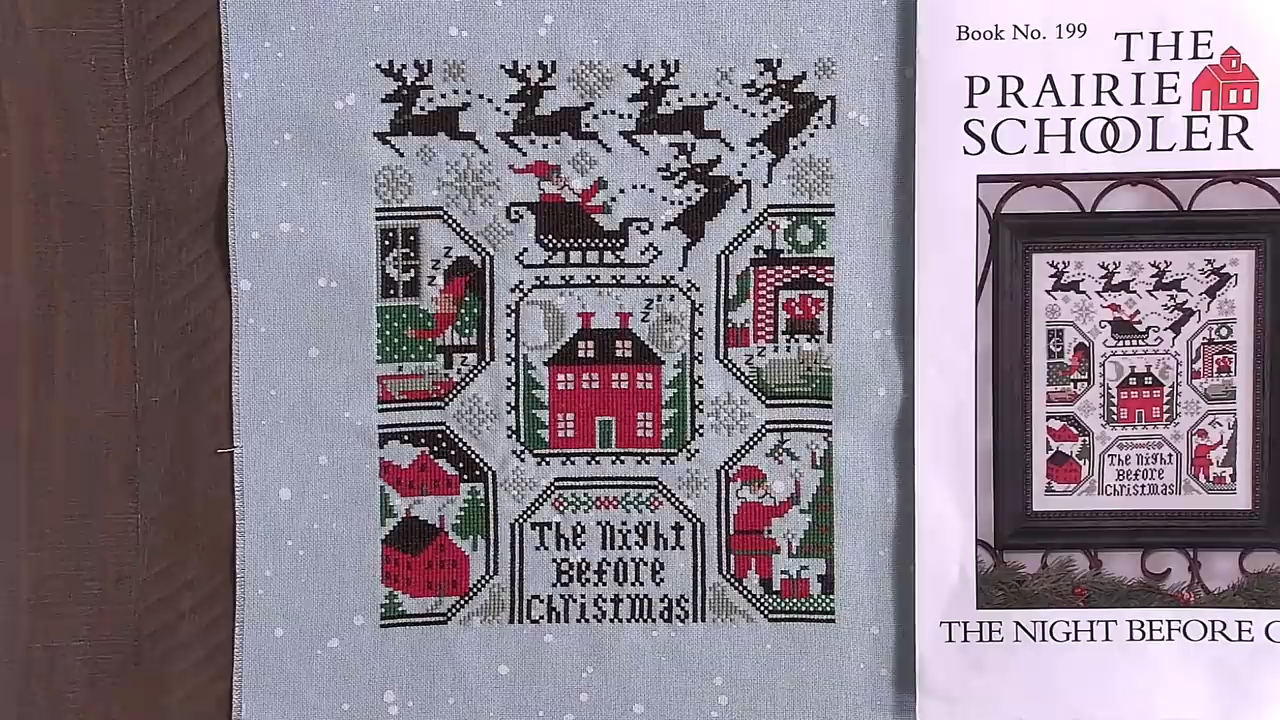 Book No. 199
THE
PRAIRIE
SCHOOLER
z z z
z z z
z z z z
z
The Night
Before
Christmas
The Night
Before
Christmas
THE NIGHT BEFORE C